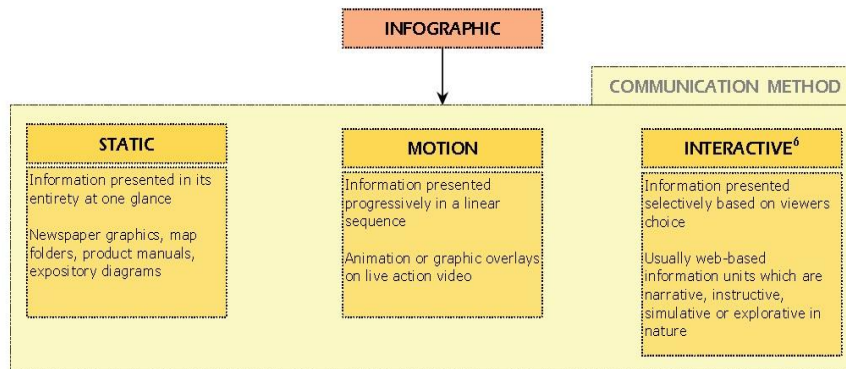 INFOGRAPHIC
COMMUNICATION METHOD
STATIC
Information presented in its
entirety at one glance
Newspaper graphics, map
folders, product manuals,
expository diagrams
MOTION
Information presented
progressively in a linear
sequence
Animation or graphic overlays
on live action video
INTERACTIVE⁶
Information presented
selectively based on viewers
choice
Usually web-based
information units which are
narrative, instructive,
simulative or explorative in
nature